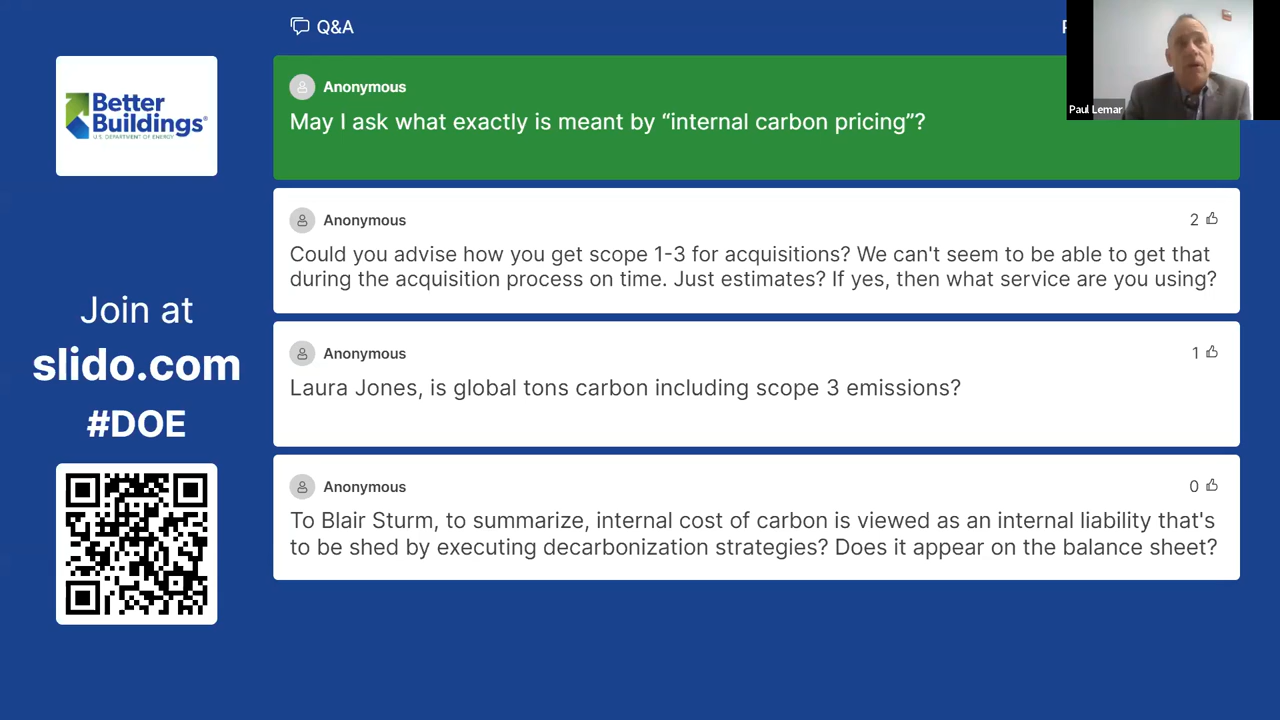 Q&A
P
Paul Lemar
Better
Buildings®
U.S. DEPARTMENT OF ENERGY
Anonymous
May I ask what exactly is meant by “internal carbon pricing”?
Anonymous
2
Could you advise how you get scope 1-3 for acquisitions? We can't seem to be able to get that
during the acquisition process on time. Just estimates? If yes, then what service are you using?
Anonymous
1
Laura Jones, is global tons carbon including scope 3 emissions?
Anonymous
0
To Blair Sturm, to summarize, internal cost of carbon is viewed as an internal liability that's
to be shed by executing decarbonization strategies? Does it appear on the balance sheet?
Join at
slido.com
#DOE